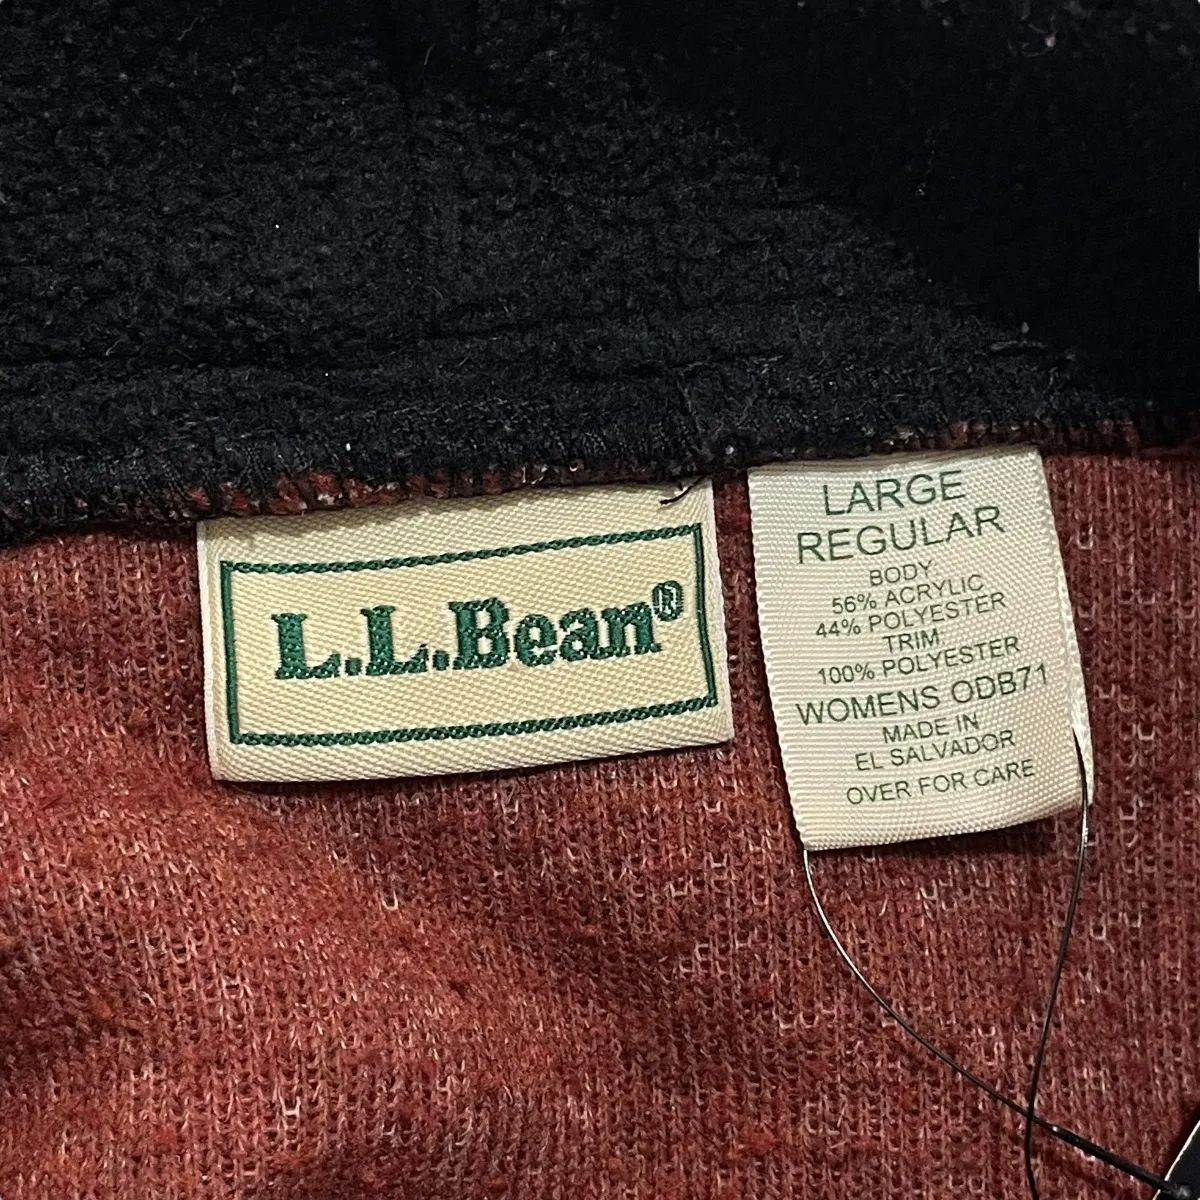 L.L.Bean®
LARGE
REGULAR
BODY
56% ACRYLIC
44% POLYESTER
TRIM
100% POLYESTER
WOMENS ODB71
MADE IN
EL SALVADOR
OVER FOR CARE